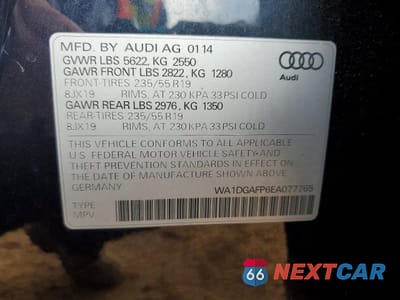 MFD. BY AUDI AG 01 14
GVWR LBS 5622, KG 2550
GAWR FRONT LBS 2822, KG 1280
FRONT-TIRES 235/55 R19
8JX19 RIMS, AT 230 KPA 33 PSI COLD
GAWR REAR LBS 2976, KG 1350
REAR-TIRES 235/55 R19
8JX19 RIMS, AT 230 KPA 33 PSI COLD
Audi
THIS VEHICLE CONFORMS TO ALL APPLICABLE
U.S. FEDERAL MOTOR VEHICLE SAFETY-AND
THEFT PREVENTION STANDARDS IN EFFECT ON
THE DATE OF MANUFACTURE SHOWN ABOVE.
GERMANY
WA1DGAFP6EA077765
TYPE
MPV
66 NEXTCAR